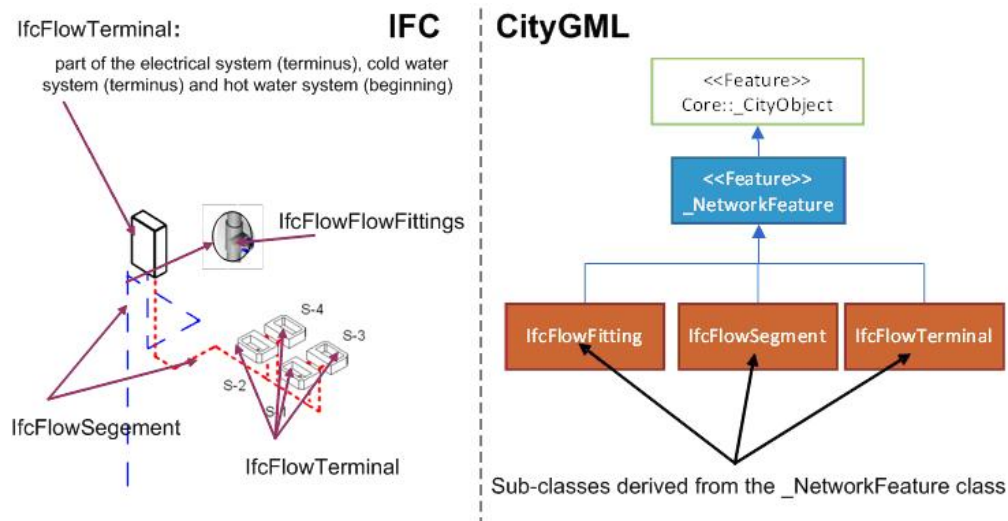 IfcFlowTerminal:
IFC
part of the electrical system (terminus), cold water
system (terminus) and hot water system (beginning)
IfcFlowFlowFittings
S-4
S-3
S-2
S-1
IfcFlowSegement
IfcFlowTerminal
CityGML
<<Feature>>
Core::_CityObject
<<Feature>>
_NetworkFeature
IfcFlowFitting
IfcFlowSegment
IfcFlowTerminal
Sub-classes derived from the _NetworkFeature class